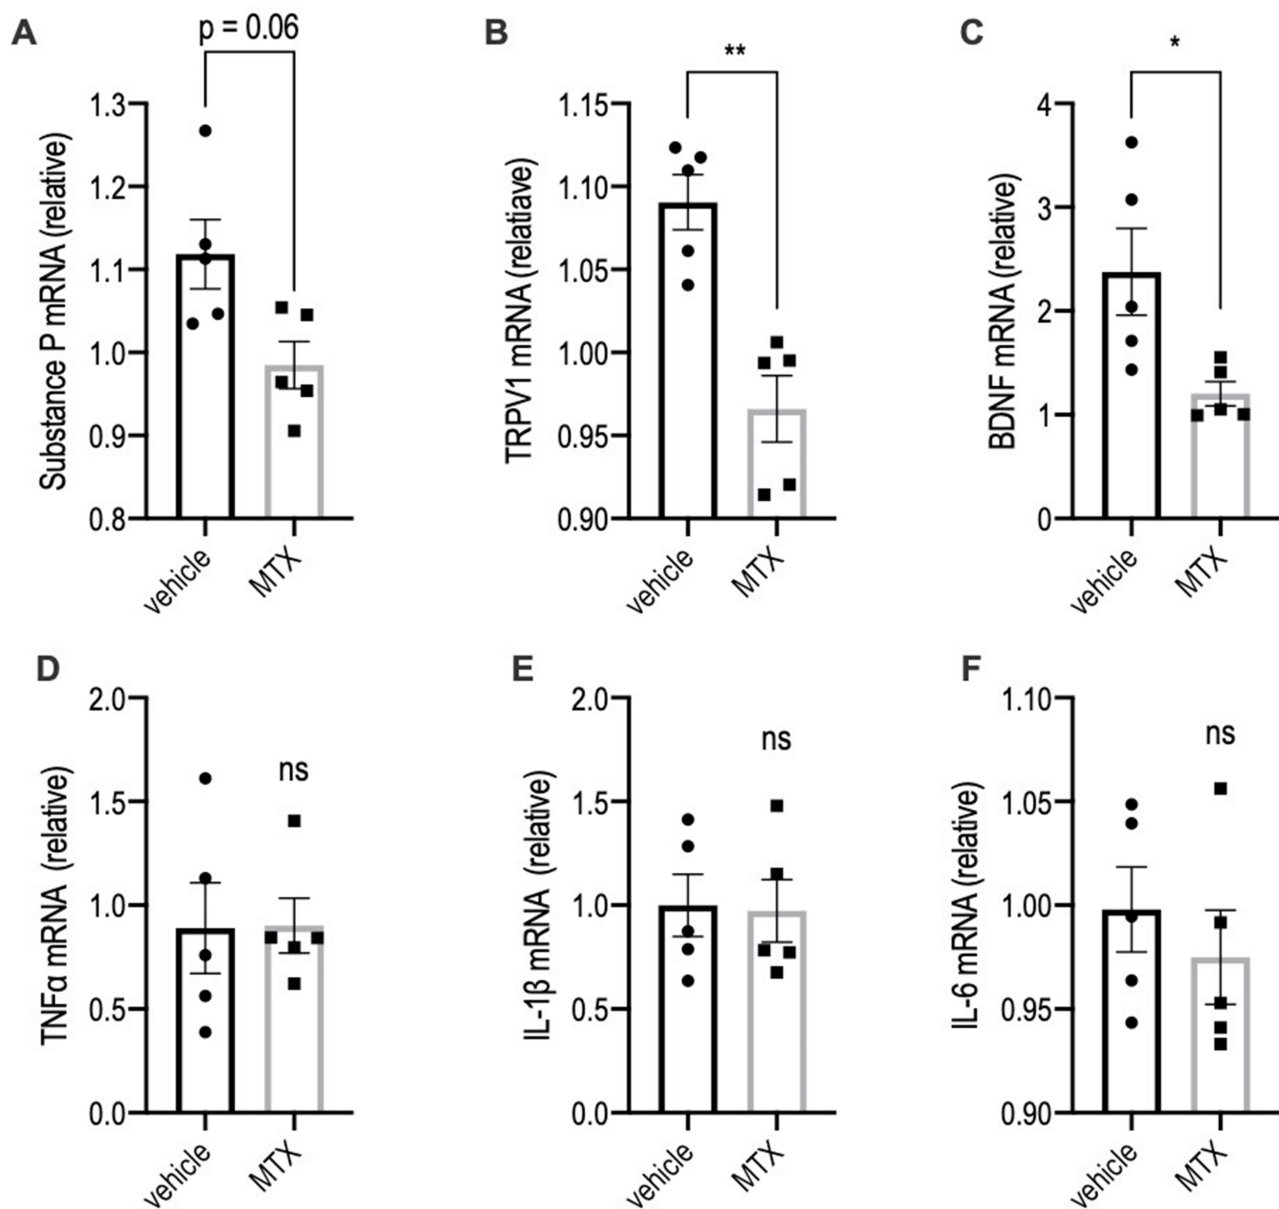 A
p = 0.06
Substance P mRNA (relative)
1.3
1.2
1.1
1.0
0.9
0.8
vehicle
MTX
B
**
TRPV1 mRNA (relatiave)
1.15
1.10
1.05
1.00
0.95
0.90
vehicle
MTX
C
*
BDNF mRNA (relative)
4
3
2
1
0
vehicle
MTX
D
ns
TNFα mRNA (relative)
2.0
1.5
1.0
0.5
0.0
vehicle
MTX
E
ns
IL-1β mRNA (relative)
2.0
1.5
1.0
0.5
0.0
vehicle
MTX
F
ns
IL-6 mRNA (relative)
1.10
1.05
1.00
0.95
0.90
vehicle
MTX